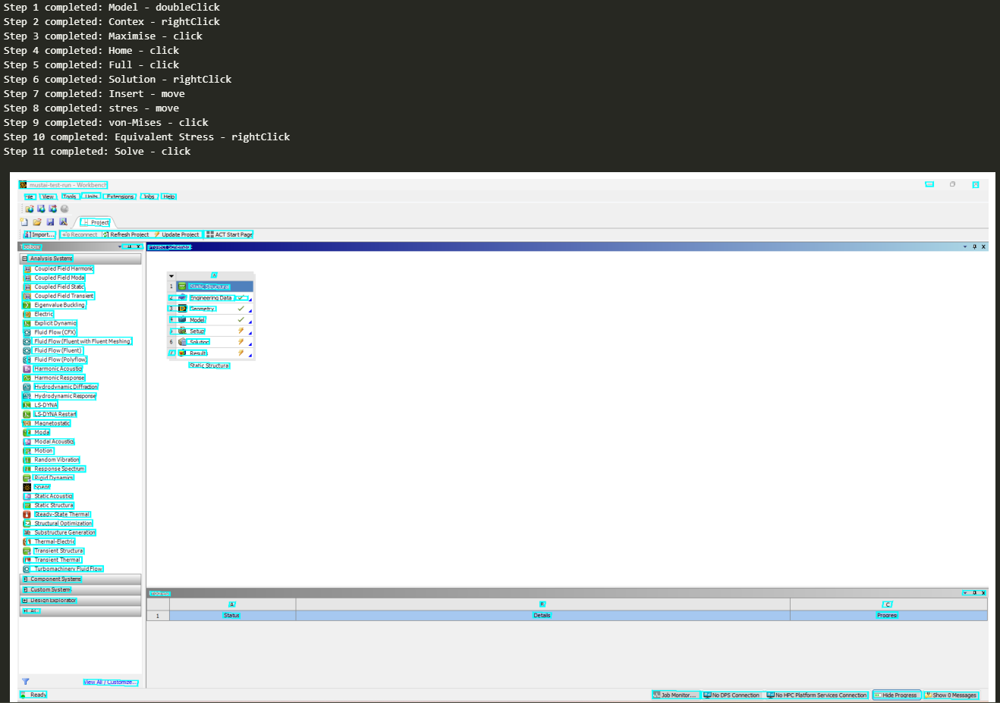 Step 1 completed: Model - doubleClick
Step 2 completed: Contex - rightClick
Step 3 completed: Maximise - click
Step 4 completed: Home - click
Step 5 completed: Full - click
Step 6 completed: Solution - rightClick
Step 7 completed: Insert - move
Step 8 completed: stres - move
Step 9 completed: von-Mises - click
Step 10 completed: Equivalent Stress - rightClick
Step 11 completed: Solve - click
mustai-test-run - Workbench
File View Tools Units Extensions Jobs Help
Project
Import... Reconnect Refresh Project Update Project ACT Start Page
Toolbox
Project Schematic
Analysis Systems
Coupled Field Harmonic
Coupled Field Modal
Coupled Field Static
Coupled Field Transient
Eigenvalue Buckling
Electric
Explicit Dynamic
Fluid Flow (CFX)
Fluid Flow (Fluent with Fluent Meshing)
Fluid Flow (Fluent)
Fluid Flow (Polyflow)
Harmonic Acoustic
Harmonic Response
Hydrodynamic Diffraction
Hydrodynamic Response
LS-DYNA
LS-DYNA Restart
Magnetostatic
Moda
Modal Acoustics
Motion
Random Vibration
Response Spectrum
Rigid Dynamics
Speos
Static Acoustics
Static Structura
Steady-State Thermal
Structural Optimization
Substructure Generation
Thermal-Electric
Transient Structura
Transient Thermal
Turbomachinery Fluid Flow
Component Systems
Custom Systems
Design Exploration
View All / Customize...
A
1 Static Structural
2 Engineering Data
3 Geometry
4 Model
5 Setup
6 Solution
7 Result
Static Structura
Progress
A B C
1 Status Details Progres
Ready
Job Monitor... No DPS Connection No HPC Platform Services Connection Hide Progress Show 0 Messages